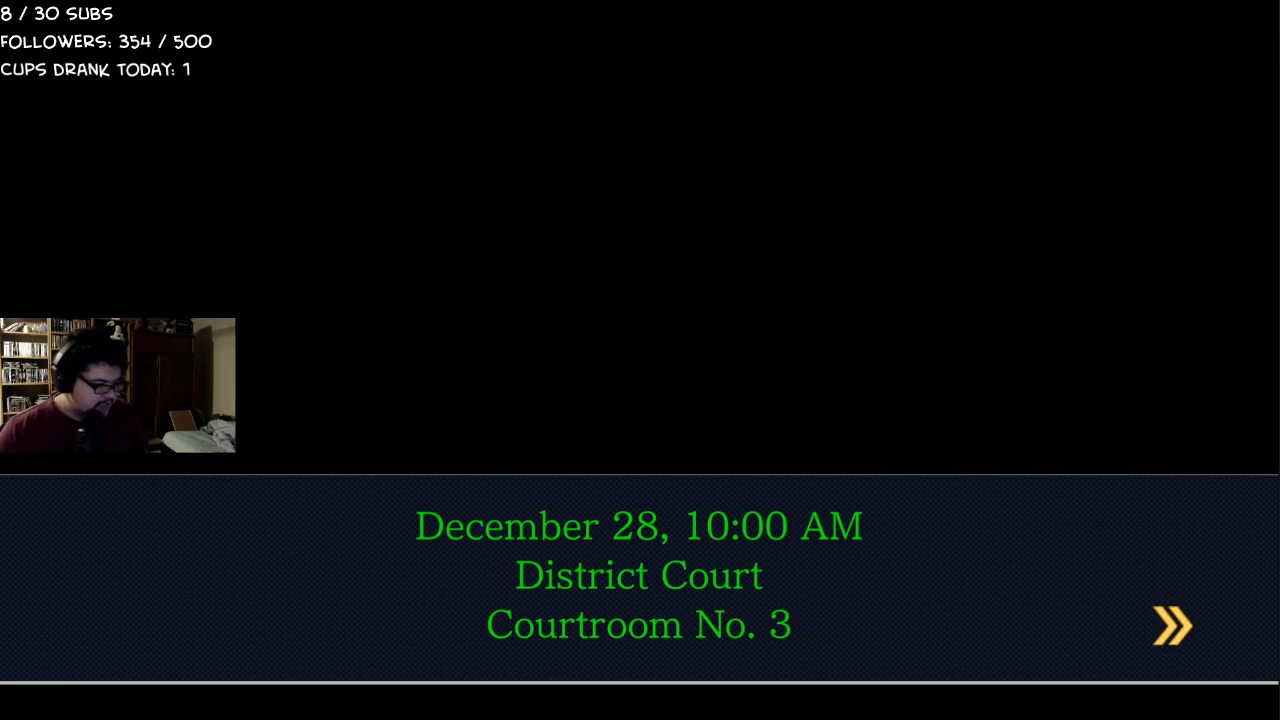 8 / 30 SUBS
FOLLOWERS: 354 / 500
CUPS DRANK TODAY: 1
December 28, 10:00 AM
District Court
Courtroom No. 3